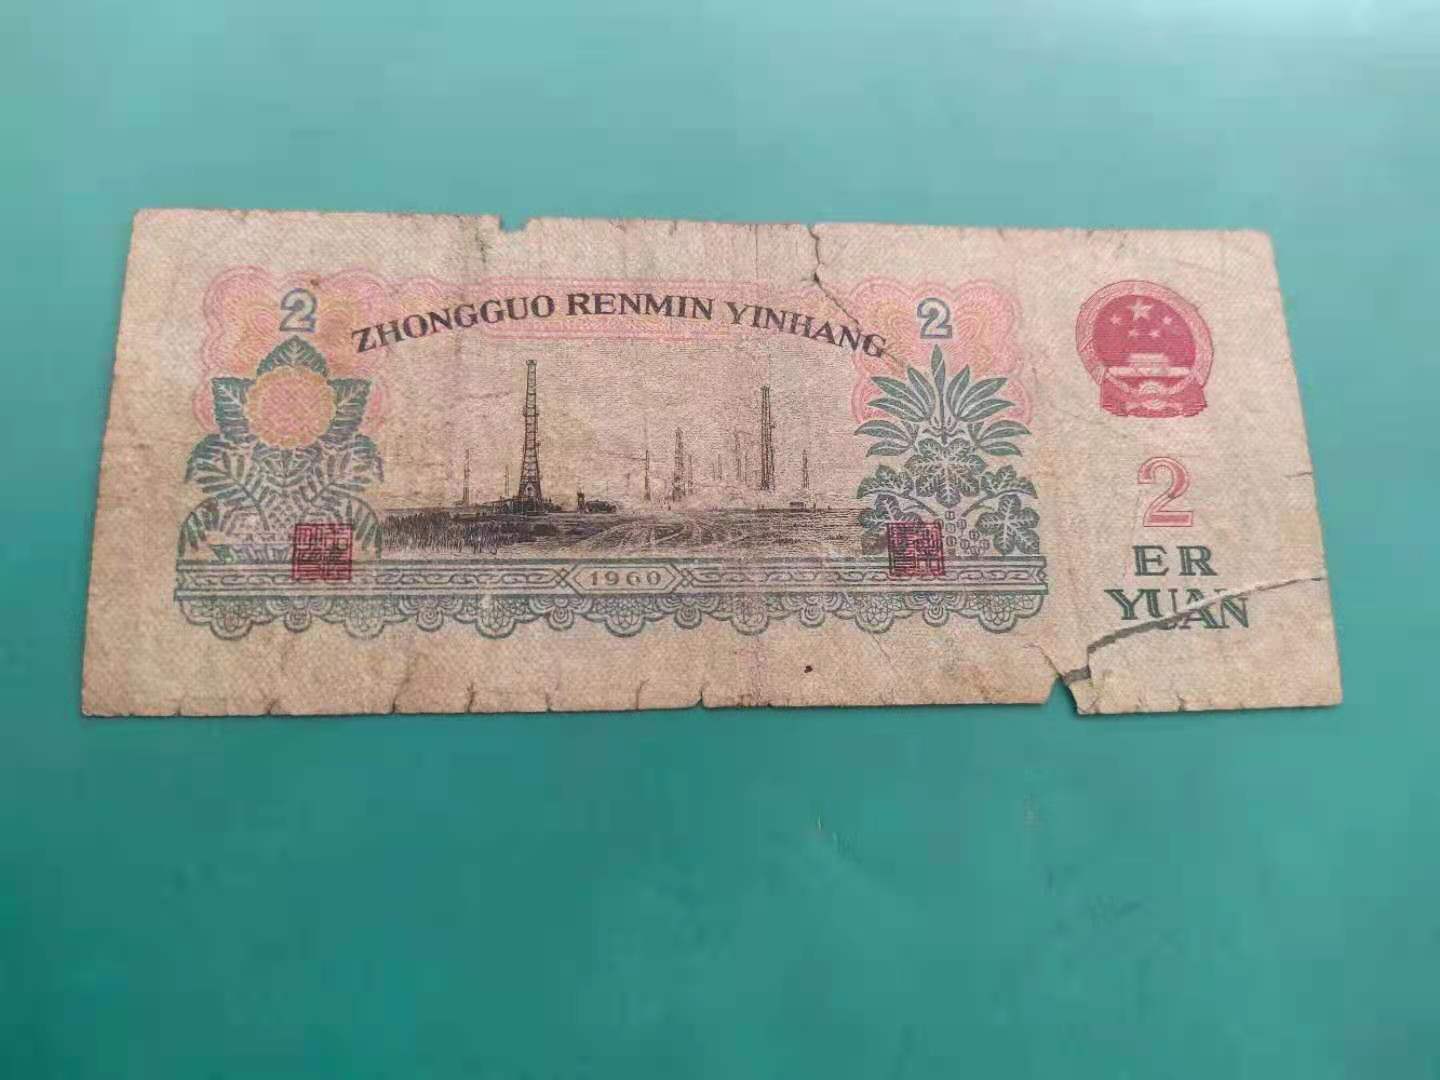 ZHONGGUO RENMIN YINHANG
2
2
1960
2
ER
YUAN